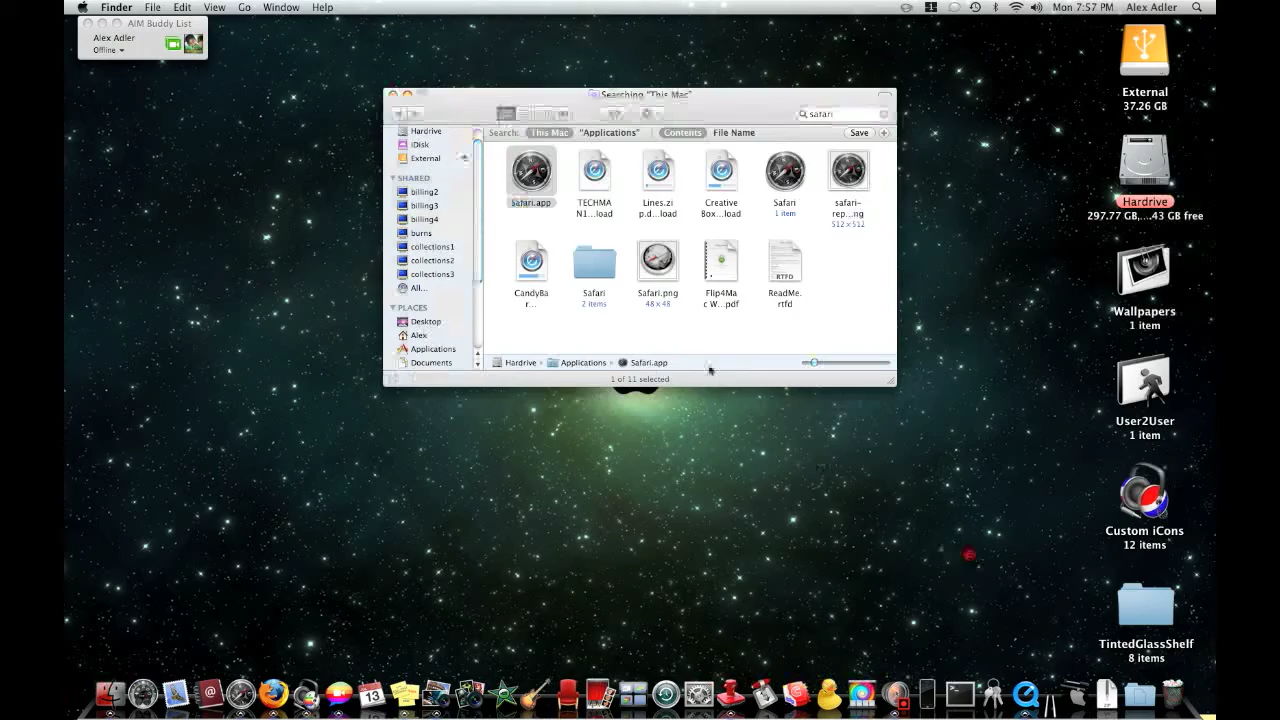 Finder File Edit View Go Window Help
Mon 7:57 PM Alex Adler
AIM Buddy List
Alex Adler
Offline
Searching "This Mac"
safari
Search: This Mac "Applications" Contents File Name Save
Hardrive
iDisk
External
SHARED
billing2
billing3
billing4
burns
collections1
collections2
collections3
All...
PLACES
Desktop
Alex
Applications
Documents
Safari.app
TECHMA
N1...load
Lines.zi
p.d...load
Creative
Box...load
Safari
1 item
safari-
rep...ng
512 × 512
CandyBa
r...
Safari
2 items
Safari.png
48 × 48
Flip4Ma
c W...pdf
RTFD
ReadMe.
rtfd
Hardrive Applications Safari.app
1 of 11 selected
External
37.26 GB
Hardrive
297.77 GB,...43 GB free
Wallpapers
1 item
User2User
1 item
Custom iCons
12 items
TintedGlassShelf
8 items
13
ZIP